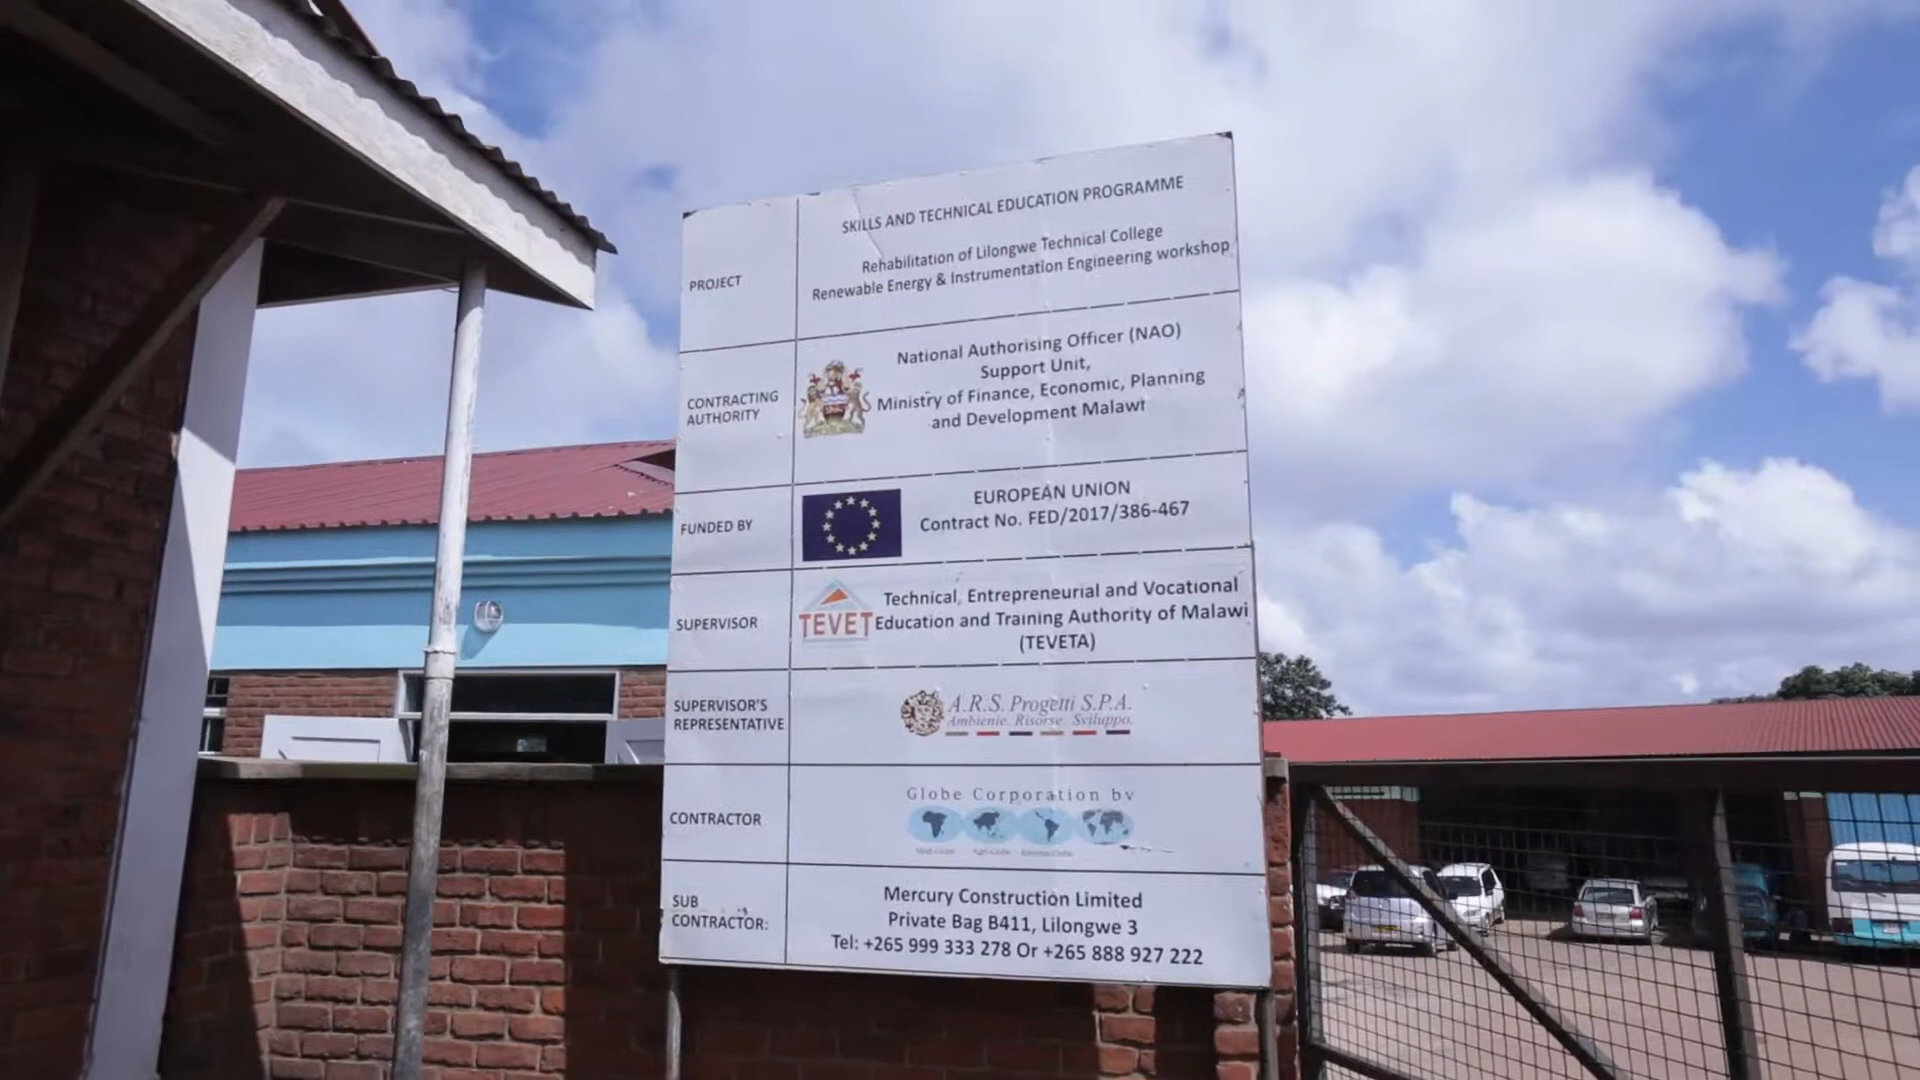 PROJECT
SKILLS AND TECHNICAL EDUCATION PROGRAMME
Rehabilitation of Lilongwe Technical College
Renewable Energy & Instrumentation Engineering workshop
CONTRACTING
AUTHORITY
National Authorising Officer (NAO)
Support Unit,
Ministry of Finance, Economic, Planning
and Development Malawi
FUNDED BY
EUROPEAN UNION
Contract No. FED/2017/386-467
SUPERVISOR
TEVET
Technical, Entrepreneurial and Vocational
Education and Training Authority of Malawi
(TEVETA)
SUPERVISOR'S
REPRESENTATIVE
A.R.S. Progetti S.P.A.
Ambiente. Risorse. Sviluppo.
CONTRACTOR
Globe Corporation bv
SUB
CONTRACTOR:
Mercury Construction Limited
Private Bag B411, Lilongwe 3
Tel: +265 999 333 278 Or +265 888 927 222